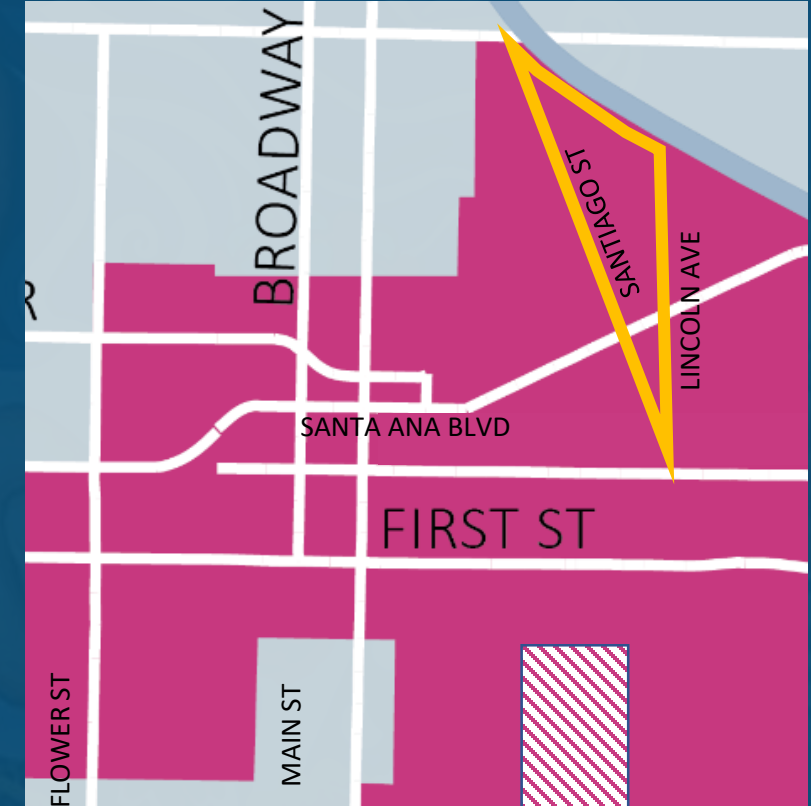 BROADWAY
SANTIAGO ST
LINCOLN AVE
R
SANTA ANA BLVD
FIRST ST
FLOWER ST
MAIN ST